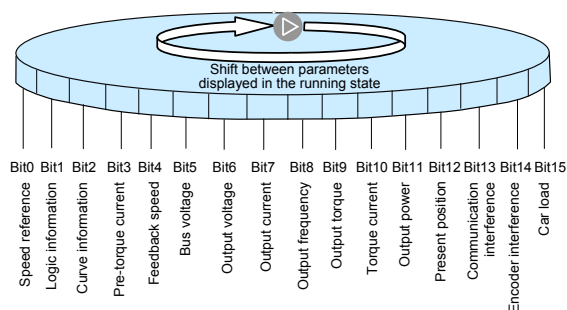 Shift between parameters
displayed in the running state
Bit0 Bit1 Bit2 Bit3 Bit4 Bit5 Bit6 Bit7 Bit8 Bit9 Bit10 Bit11 Bit12 Bit13 Bit14 Bit15
Speed reference
Logic information
Curve information
Pre-torque current
Feedback speed
Bus voltage
Output voltage
Output current
Output frequency
Output torque
Torque current
Output power
Present position
Communication
interference
Encoder interference
Car load